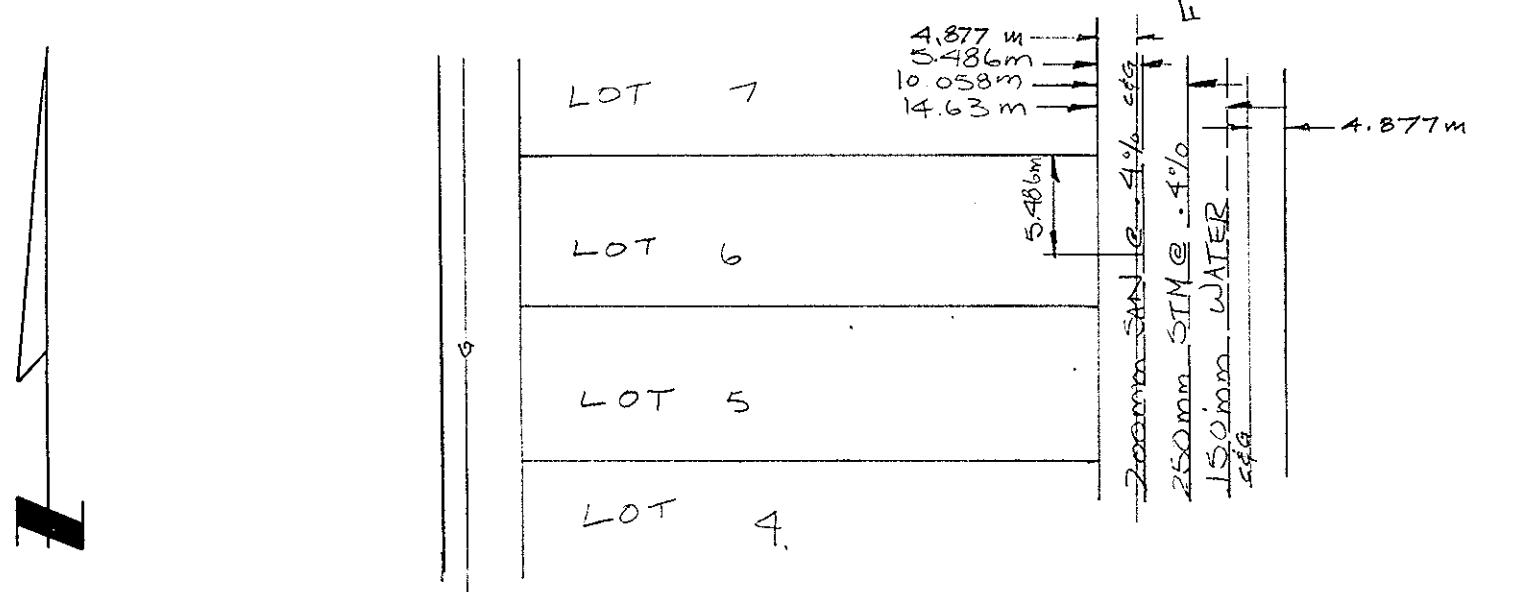 4.877 m
5.486m
10.058m
14.63 m
4.877m
LOT 7
5.486m
LOT 6
LOT 5
LOT 4.
G
200mm SAN @ .4% c&G
250mm STM @ .4%
150mm WATER
c&G